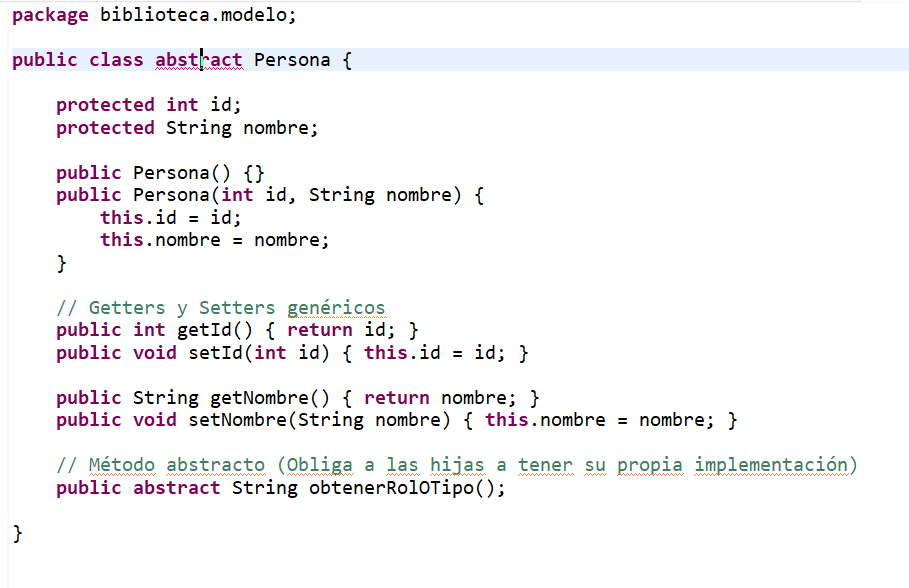 package biblioteca.modelo;
public class abstract Persona {
protected int id;
protected String nombre;
public Persona() {}
public Persona(int id, String nombre) {
this.id = id;
this.nombre = nombre;
}
// Getters y Setters genéricos
public int getId() { return id; }
public void setId(int id) { this.id = id; }
public String getNombre() { return nombre; }
public void setNombre(String nombre) { this.nombre = nombre; }
// Método abstracto (Obliga a las hijas a tener su propia implementación)
public abstract String obtenerRolOTipo();
}